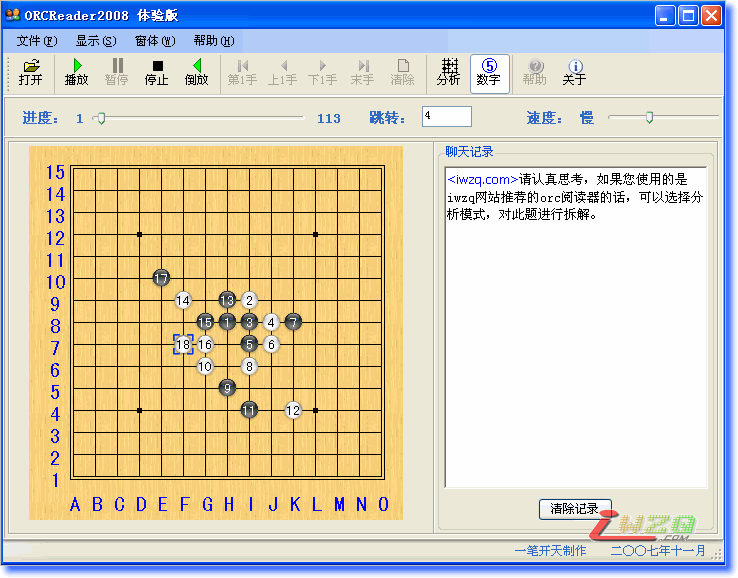 ORCReader2008 体验版
文件(F) 显示(S) 窗体(W) 帮助(H)
打开 播放 暂停 停止 倒放 第1手 上1手 下1手 末手 清除 分析 数字 帮助 关于
进度： 1 113 跳转： 4 速度： 慢
聊天记录
<iwzq.com>请认真思考，如果您使用的是
iwzq网站推荐的orc阅读器的话，可以选择分
析模式，对此题进行拆解。
15
14
13
12
11
10 17
9 14 13 2
8 15 1 3 4 7
7 18 16 5 6
6 10 8
5 9
4 11 12
3
2
1
A B C D E F G H I J K L M N O
清除记录
iWZQ
.COM
一笔开天制作 二〇〇七年十一月